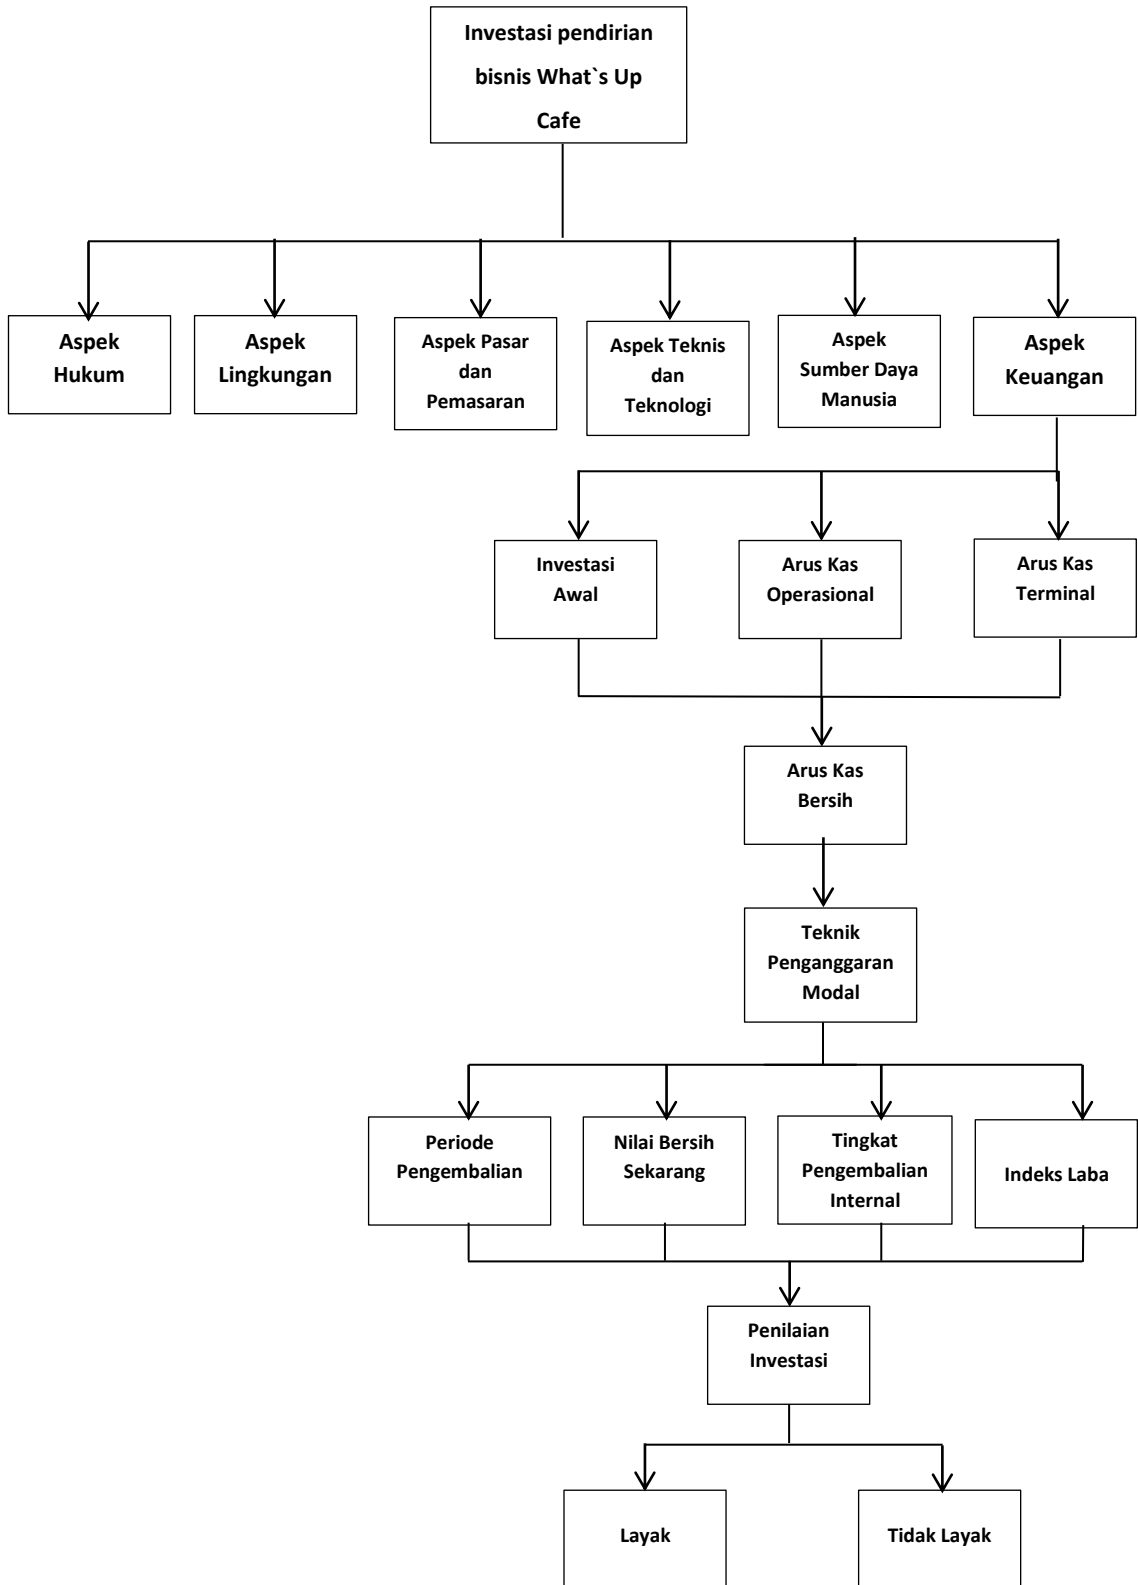 Investasi pendirian
bisnis What`s Up
Cafe
Aspek
Hukum
Aspek
Lingkungan
Aspek Pasar
dan
Pemasaran
Aspek Teknis
dan
Teknologi
Aspek
Sumber Daya
Manusia
Aspek
Keuangan
Investasi
Awal
Arus Kas
Operasional
Arus Kas
Terminal
Arus Kas
Bersih
Teknik
Penganggaran
Modal
Periode
Pengembalian
Nilai Bersih
Sekarang
Tingkat
Pengembalian
Internal
Indeks Laba
Penilaian
Investasi
Layak
Tidak Layak